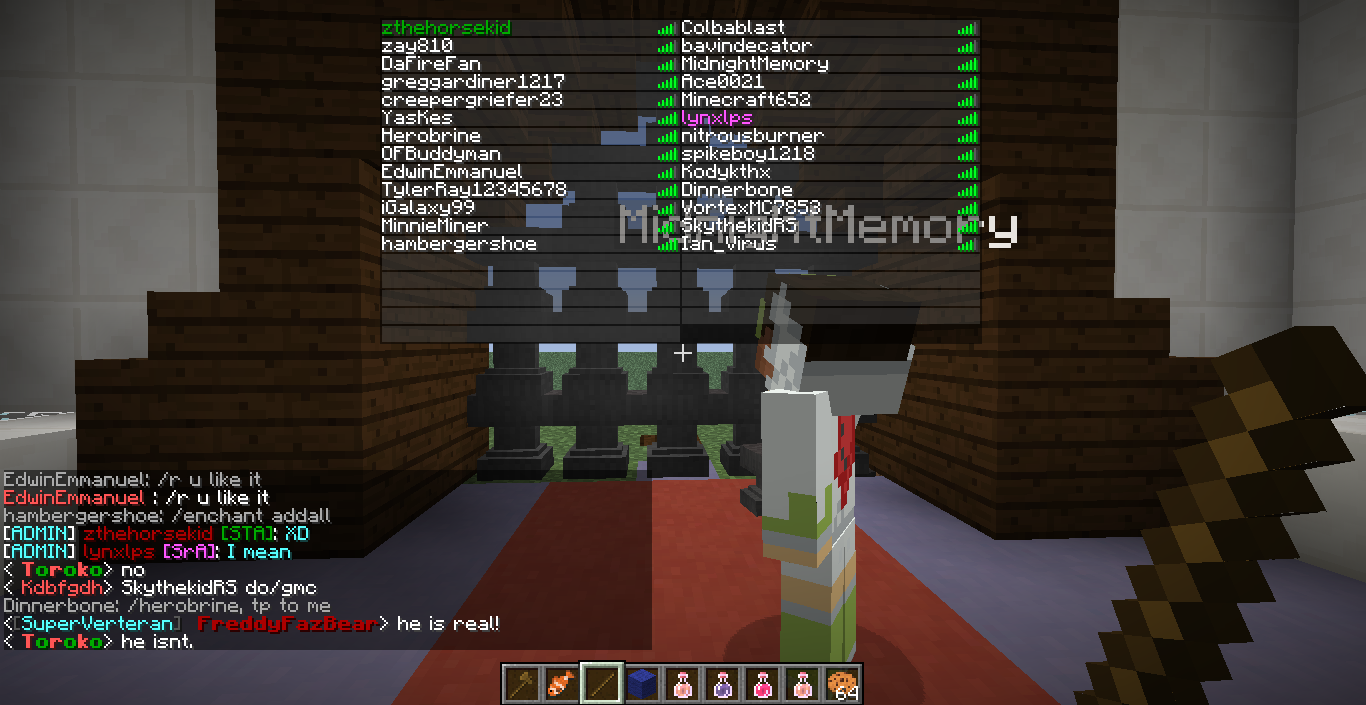 zthehorsekid Colbablast
zay810 bavindecator
DaFireFan MidnightMemory
greggardiner1217 Ace0021
creepergriefer23 Minecraft652
YasKes lynxlps
Herobrine nitrousburner
OFBuddyman spikeboy1218
EdwinEmmanuel Kodykthx
TylerRay12345678 Dinnerbone
iGalaxy99 VortexMC7853
MinnieMiner SkythekidRS
hambergershoe Ian_Virus
MidnightMemory
EdwinEmmanuel: /r u like it
EdwinEmmanuel : /r u like it
hambergershoe: /enchant addall
[ADMIN] zthehorsekid [STA]: XD
[ADMIN] lynxlps [SrA]: I mean
< Toroko> no
< Kdbfgdh> SkythekidRS do/gmc
Dinnerbone: /herobrine, tp to me
<[SuperVerteran] FreddyFazBear> he is real!
< Toroko> he isnt.
64